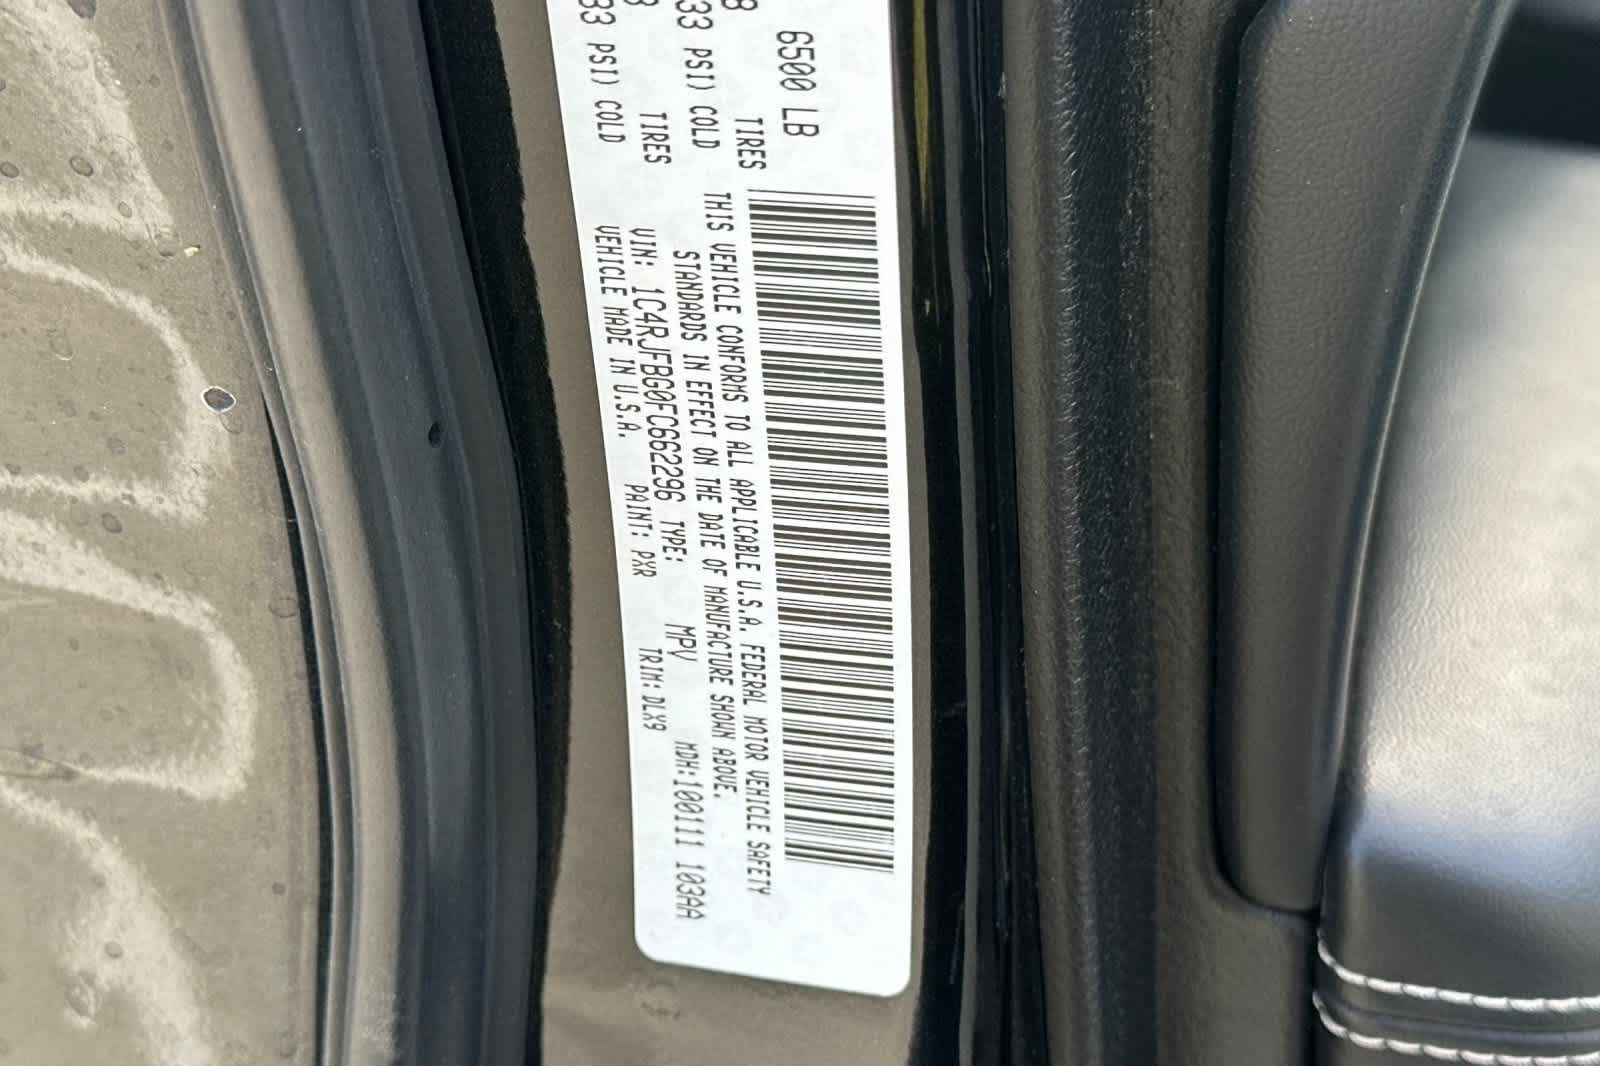 6500 LB
TIRES
33 PSI) COLD
TIRES
33 PSI) COLD
THIS VEHICLE CONFORMS TO ALL APPLICABLE U.S.A. FEDERAL MOTOR VEHICLE SAFETY
STANDARDS IN EFFECT ON THE DATE OF MANUFACTURE SHOWN ABOVE.
VIN: 1C4RJFBG0FC662296 TYPE: MPV MDH:100111 103AA
VEHICLE MADE IN U.S.A. PAINT: PXR TRIM: DLX9